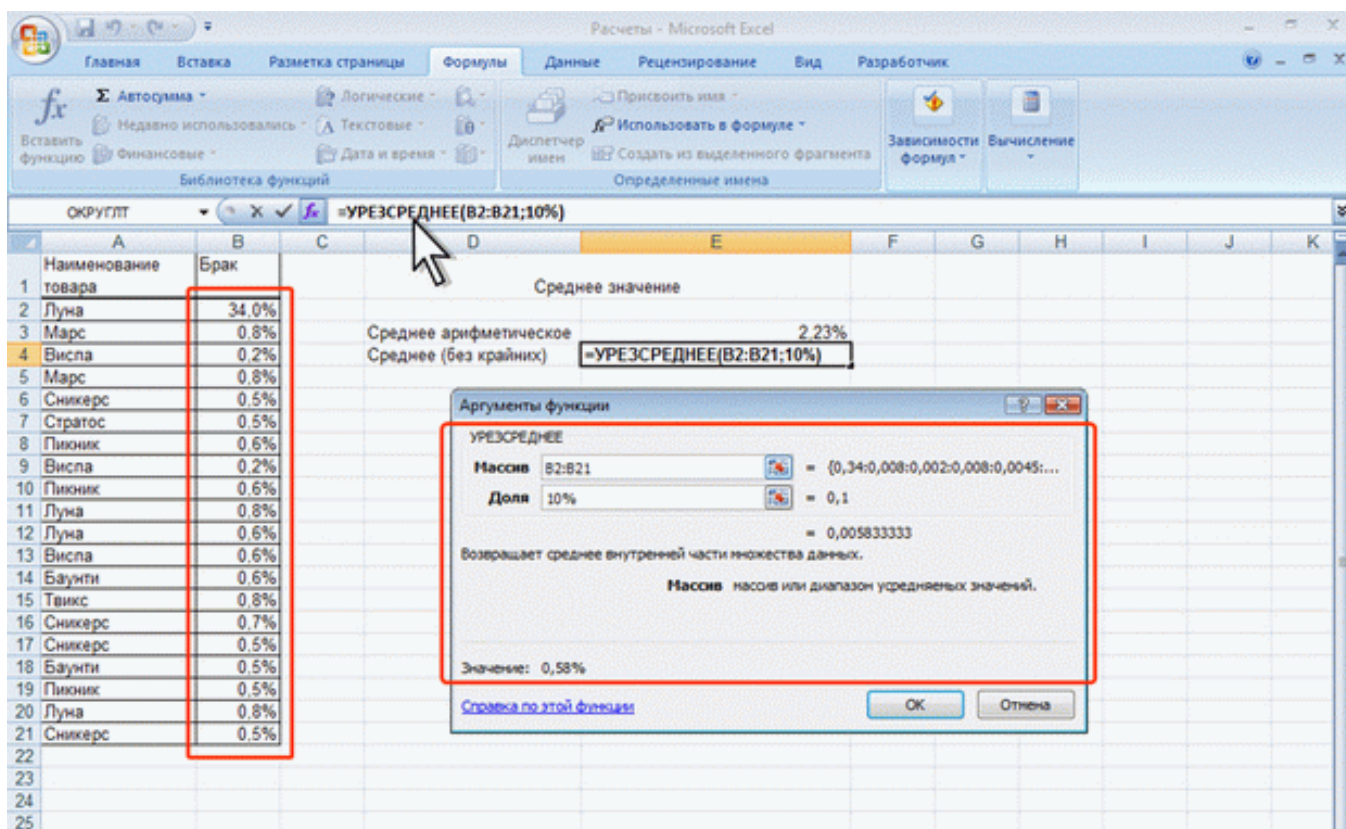 Расчеты - Microsoft Excel
Главная Вставка Разметка страницы Формулы Данные Рецензирование Вид Разработчик
fx Σ Автосумма Логические Присвоить имя
Недавно использовались Текстовые Использовать в формуле
Вставить функцию Финансовые Дата и время Диспетчер имен Создать из выделенного фрагмента Зависимости формул Вычисление
Библиотека функций Определенные имена
ОКРУГЛТ fx =УРЕЗСРЕДНЕЕ(B2:B21;10%)
A B C D E F G H I J K
Наименование Брак
1 товара Среднее значение
2 Луна 34,0%
3 Марс 0,8% Среднее арифметическое 2,23%
4 Виспа 0,2% Среднее (без крайних) =УРЕЗСРЕДНЕЕ(B2:B21;10%)
5 Марс 0,8%
6 Сникерс 0,5%
7 Стратос 0,5%
8 Пикник 0,6%
9 Виспа 0,2%
10 Пикник 0,6%
11 Луна 0,8%
12 Луна 0,6%
13 Виспа 0,6%
14 Баунти 0,6%
15 Твикс 0,8%
16 Сникерс 0,7%
17 Сникерс 0,5%
18 Баунти 0,5%
19 Пикник 0,5%
20 Луна 0,8%
21 Сникерс 0,5%
22
23
24
25
Аргументы функции
УРЕЗСРЕДНЕЕ
Массив B2:B21 = {0,34:0,008:0,002:0,008:0,0045:...
Доля 10% = 0,1
= 0,005833333
Возвращает среднее внутренней части множества данных.
Массив массив или диапазон усредняемых значений.
Значение: 0,58%
Справка по этой функции OK Отмена